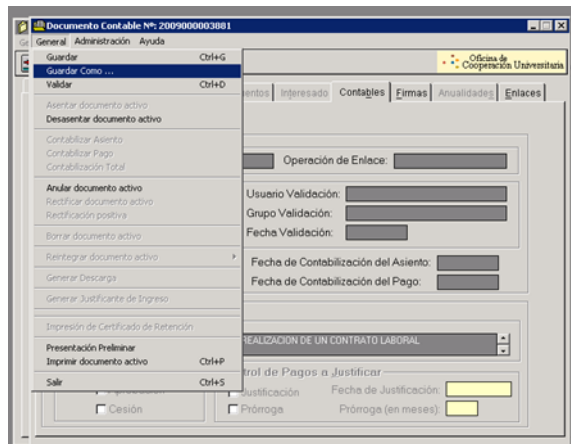 Documento Contable Nº: 2009000003881
General Administración Ayuda
Guardar Ctrl+G
Guardar Como ...
Validar Ctrl+D
Asentar documento activo
Desasentar documento activo
Contabilizar Asiento
Contabilizar Pago
Contabilización Total
Anular documento activo
Rectificar documento activo
Rectificación positiva
Borrar documento activo
Reintegrar documento activo
Generar Descarga
Generar Justificante de Ingreso
Impresión de Certificado de Retención
Presentación Preliminar
Imprimir documento activo Ctrl+P
Salir Ctrl+S
Oficina de
Cooperación Universitaria
Interesado Contables Firmas Anualidades Enlaces
Operación de Enlace:
Usuario Validación:
Grupo Validación:
Fecha Validación:
Fecha de Contabilización del Asiento:
Fecha de Contabilización del Pago:
REALIZACION DE UN CONTRATO LABORAL
de Pagos a Justificar
Justificación Fecha de Justificación:
Cesión Prórroga Prórroga (en meses):